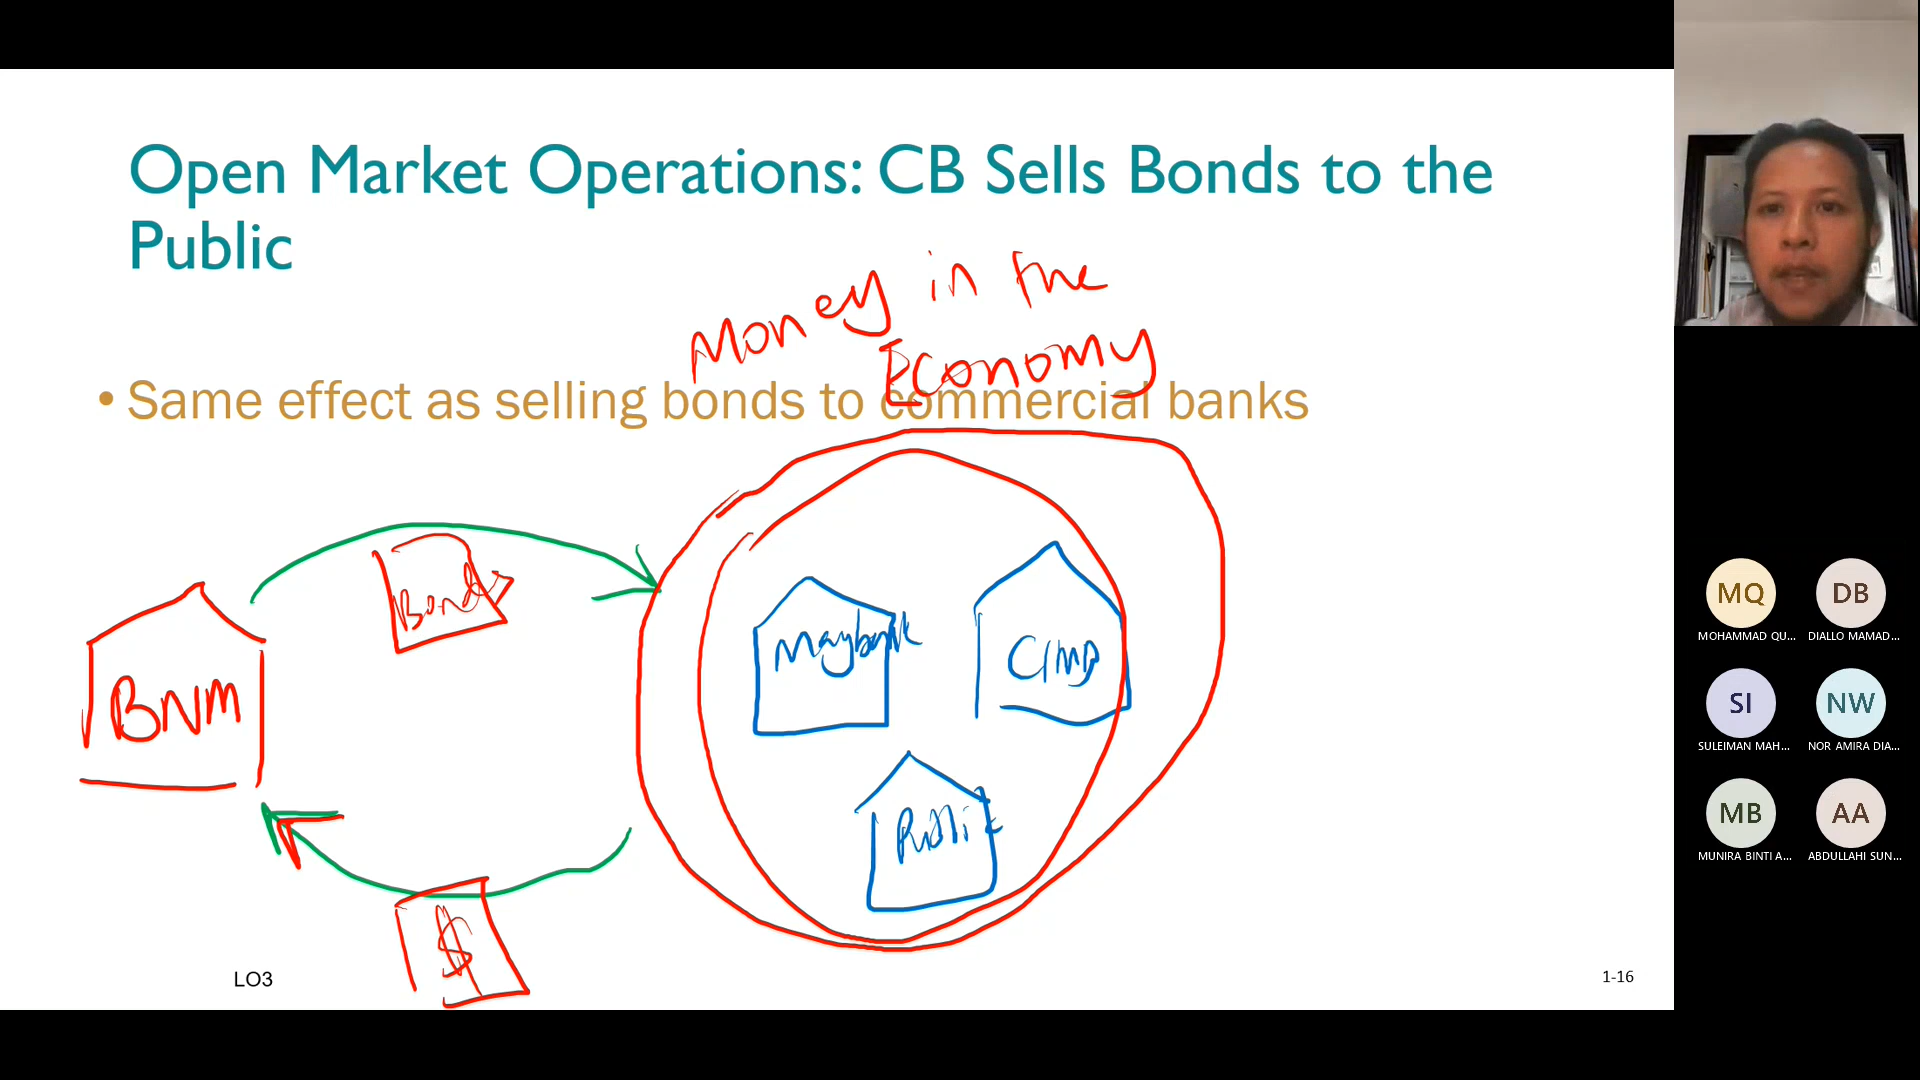 Open Market Operations: CB Sells Bonds to the
Public
Money in the
Economy
• Same effect as selling bonds to commercial banks
Bonds
Maybank
CIMB
BNM
Public
$
LO3
1-16
MQ
DB
MOHAMMAD QU...
DIALLO MAMAD...
SI
NW
SULEIMAN MAH...
NOR AMIRA DIA...
MB
AA
MUNIRA BINTI A...
ABDULLAHI SUN...